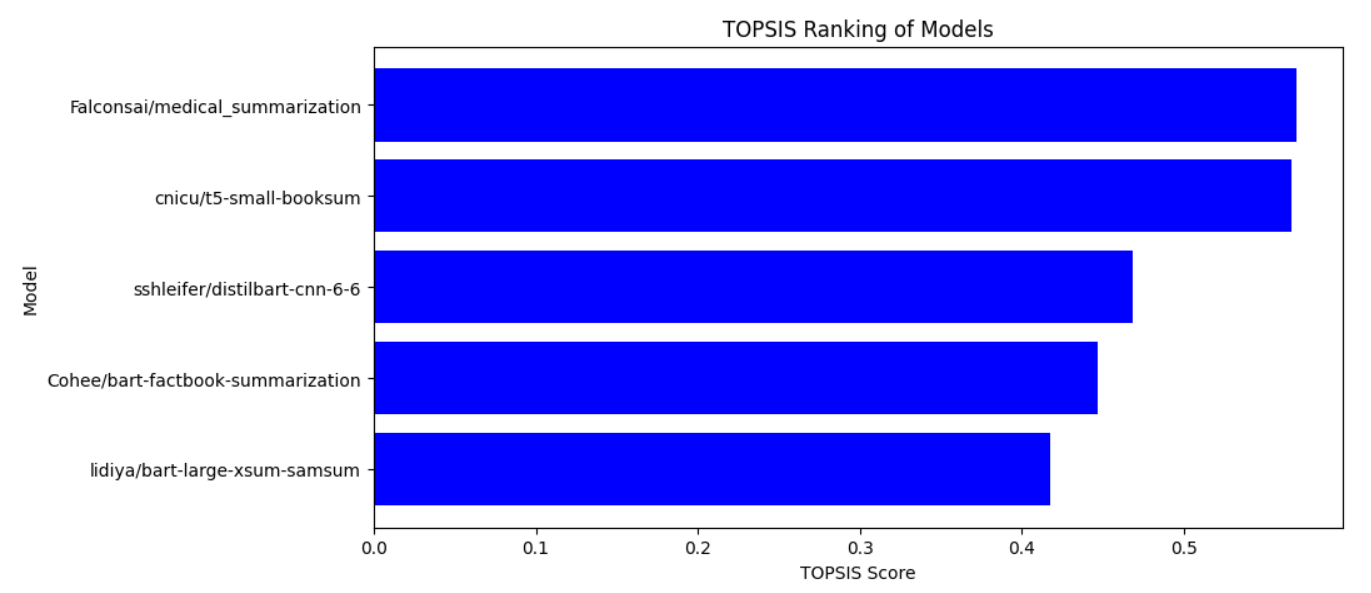 TOPSIS Ranking of Models
Model
Falconsai/medical_summarization
cnicu/t5-small-booksum
sshleifer/distilbart-cnn-6-6
Cohee/bart-factbook-summarization
lidiya/bart-large-xsum-samsum
0.0 0.1 0.2 0.3 0.4 0.5
TOPSIS Score